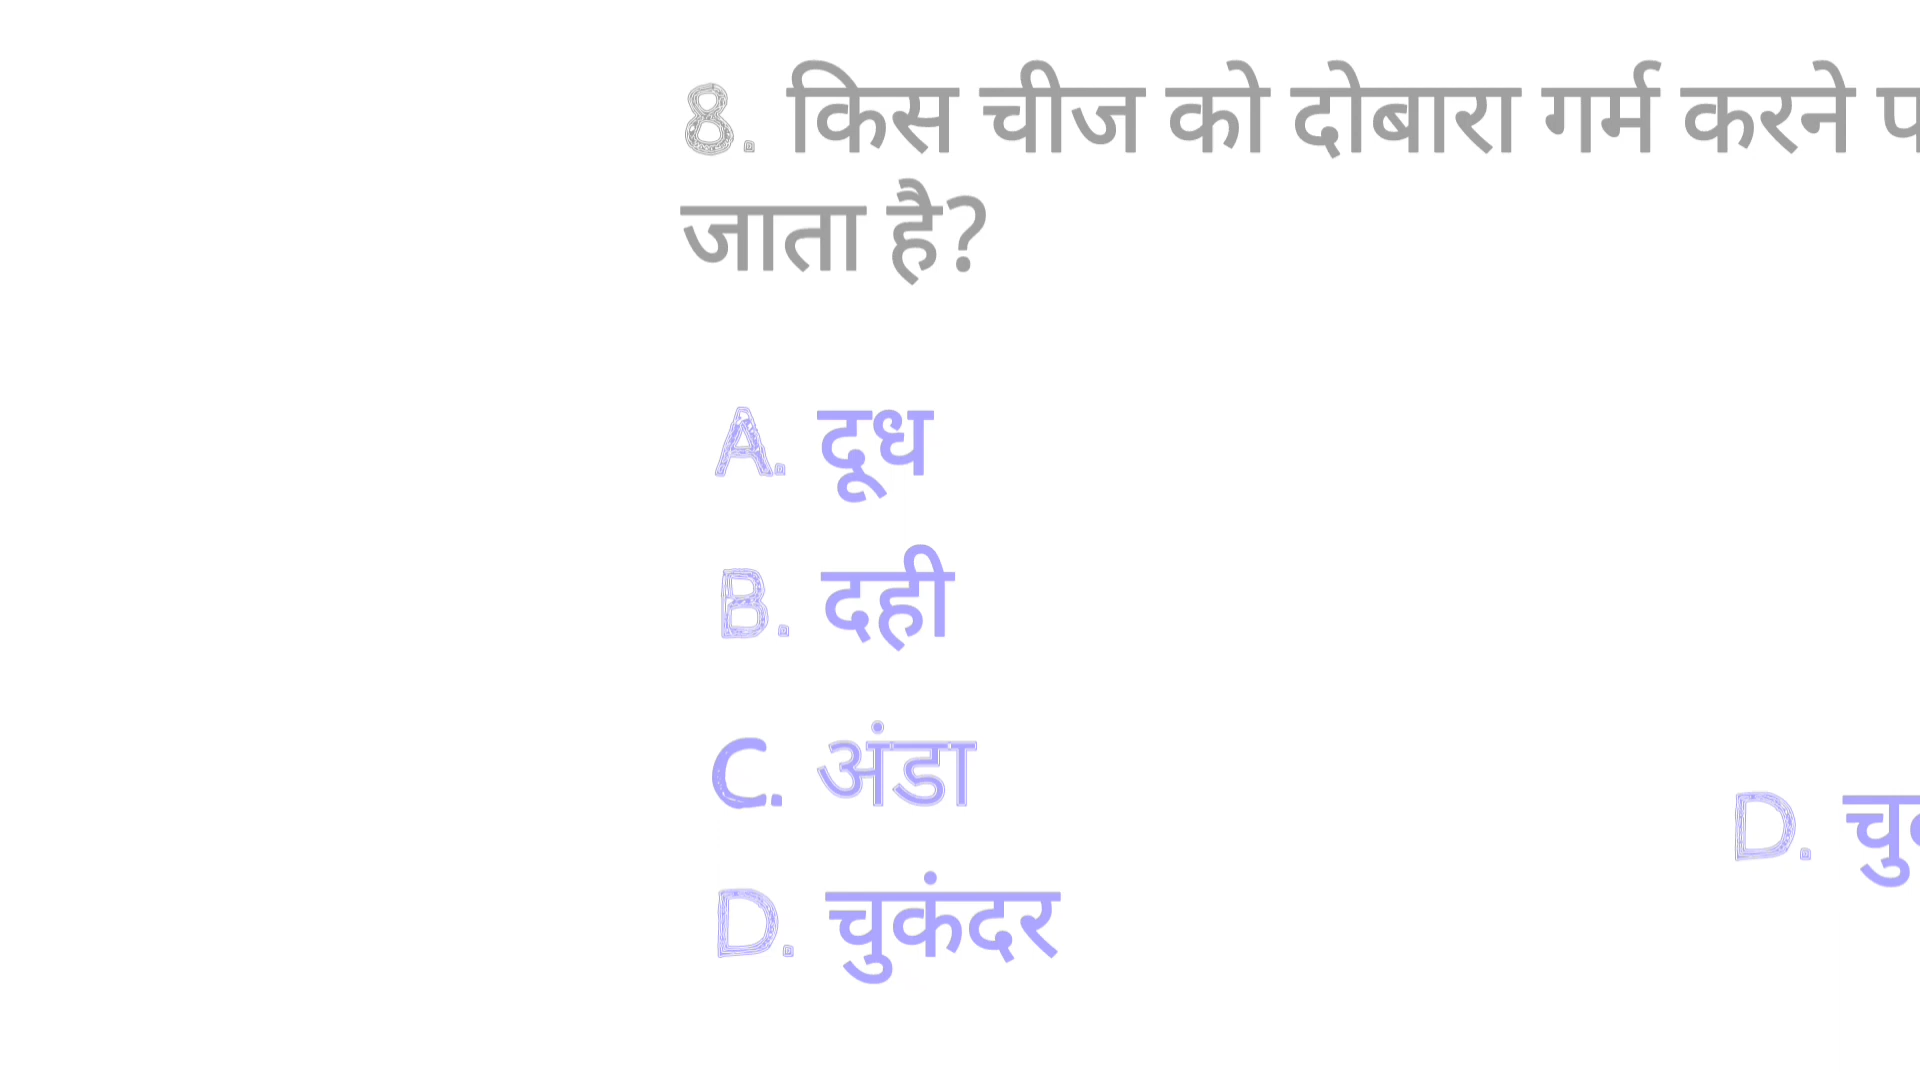 8. किस चीज को दोबारा गर्म करने
जाता है?
A. दूध
B. दही
C. अंडा
D. चुकंदर
D.